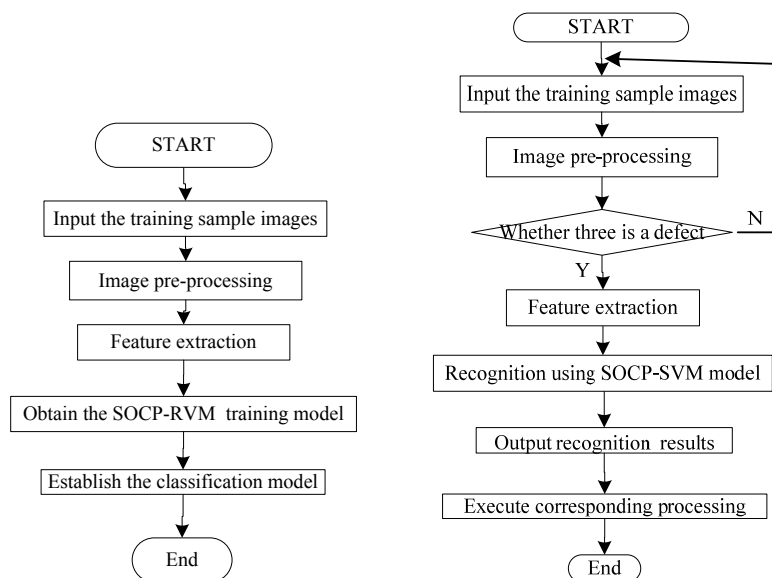 START
Input the training sample images
Image pre-processing
Feature extraction
Obtain the SOCP-RVM training model
Establish the classification model
End
START
Input the training sample images
Image pre-processing
Whether three is a defect
N
Y
Feature extraction
Recognition using SOCP-SVM model
Output recognition results
Execute corresponding processing
End